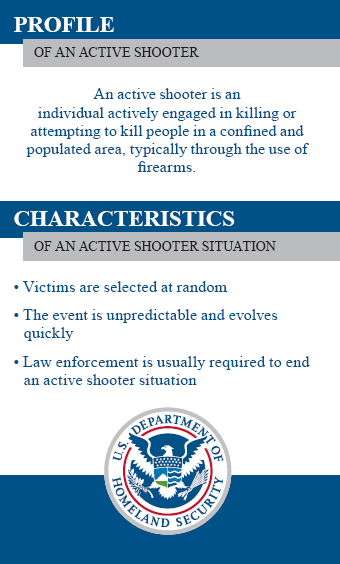 PROFILE
OF AN ACTIVE SHOOTER
An active shooter is an
individual actively engaged in killing or
attempting to kill people in a confined and
populated area, typically through the use of
firearms.
CHARACTERISTICS
OF AN ACTIVE SHOOTER SITUATION
• Victims are selected at random
• The event is unpredictable and evolves
quickly
• Law enforcement is usually required to end
an active shooter situation
U.S. DEPARTMENT OF
HOMELAND SECURITY